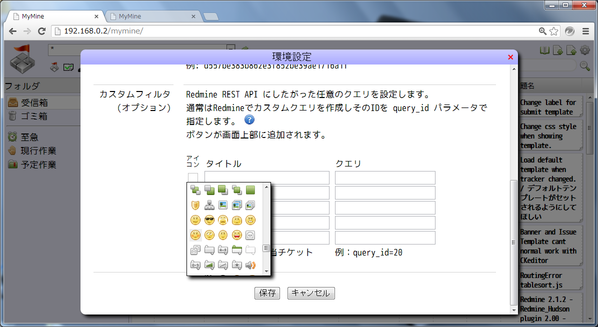 MyMine
MyMine
192.168.0.2/mymine/
環境設定
フォルダ
受信箱
ゴミ箱
至急
現行作業
予定作業
例: d557be383b862e31852be39ae1716a1f
カスタムフィルタ
(オプション)
Redmine REST API にしたがった任意のクエリを設定します。
通常はRedmineでカスタムクエリを作成しそのIDを query_id パラメータで
指定します。
ボタンが画面上部に追加されます。
アイ
コン
タイトル
クエリ
当チケット
例：query_id=20
保存
キャンセル
題名
Change label for
submit template
Change css style
when showing
template.
Load default
template when
tracker changed.
/ デフォルトテン
プレートがセット
されるようにして
ほしい
Banner and Issue
Template cant
normal work with
CKeditor
RoutingError
tablesort.js
Redmine 2.1.2 -
Redmine_Hudson
plugin 2.00 -